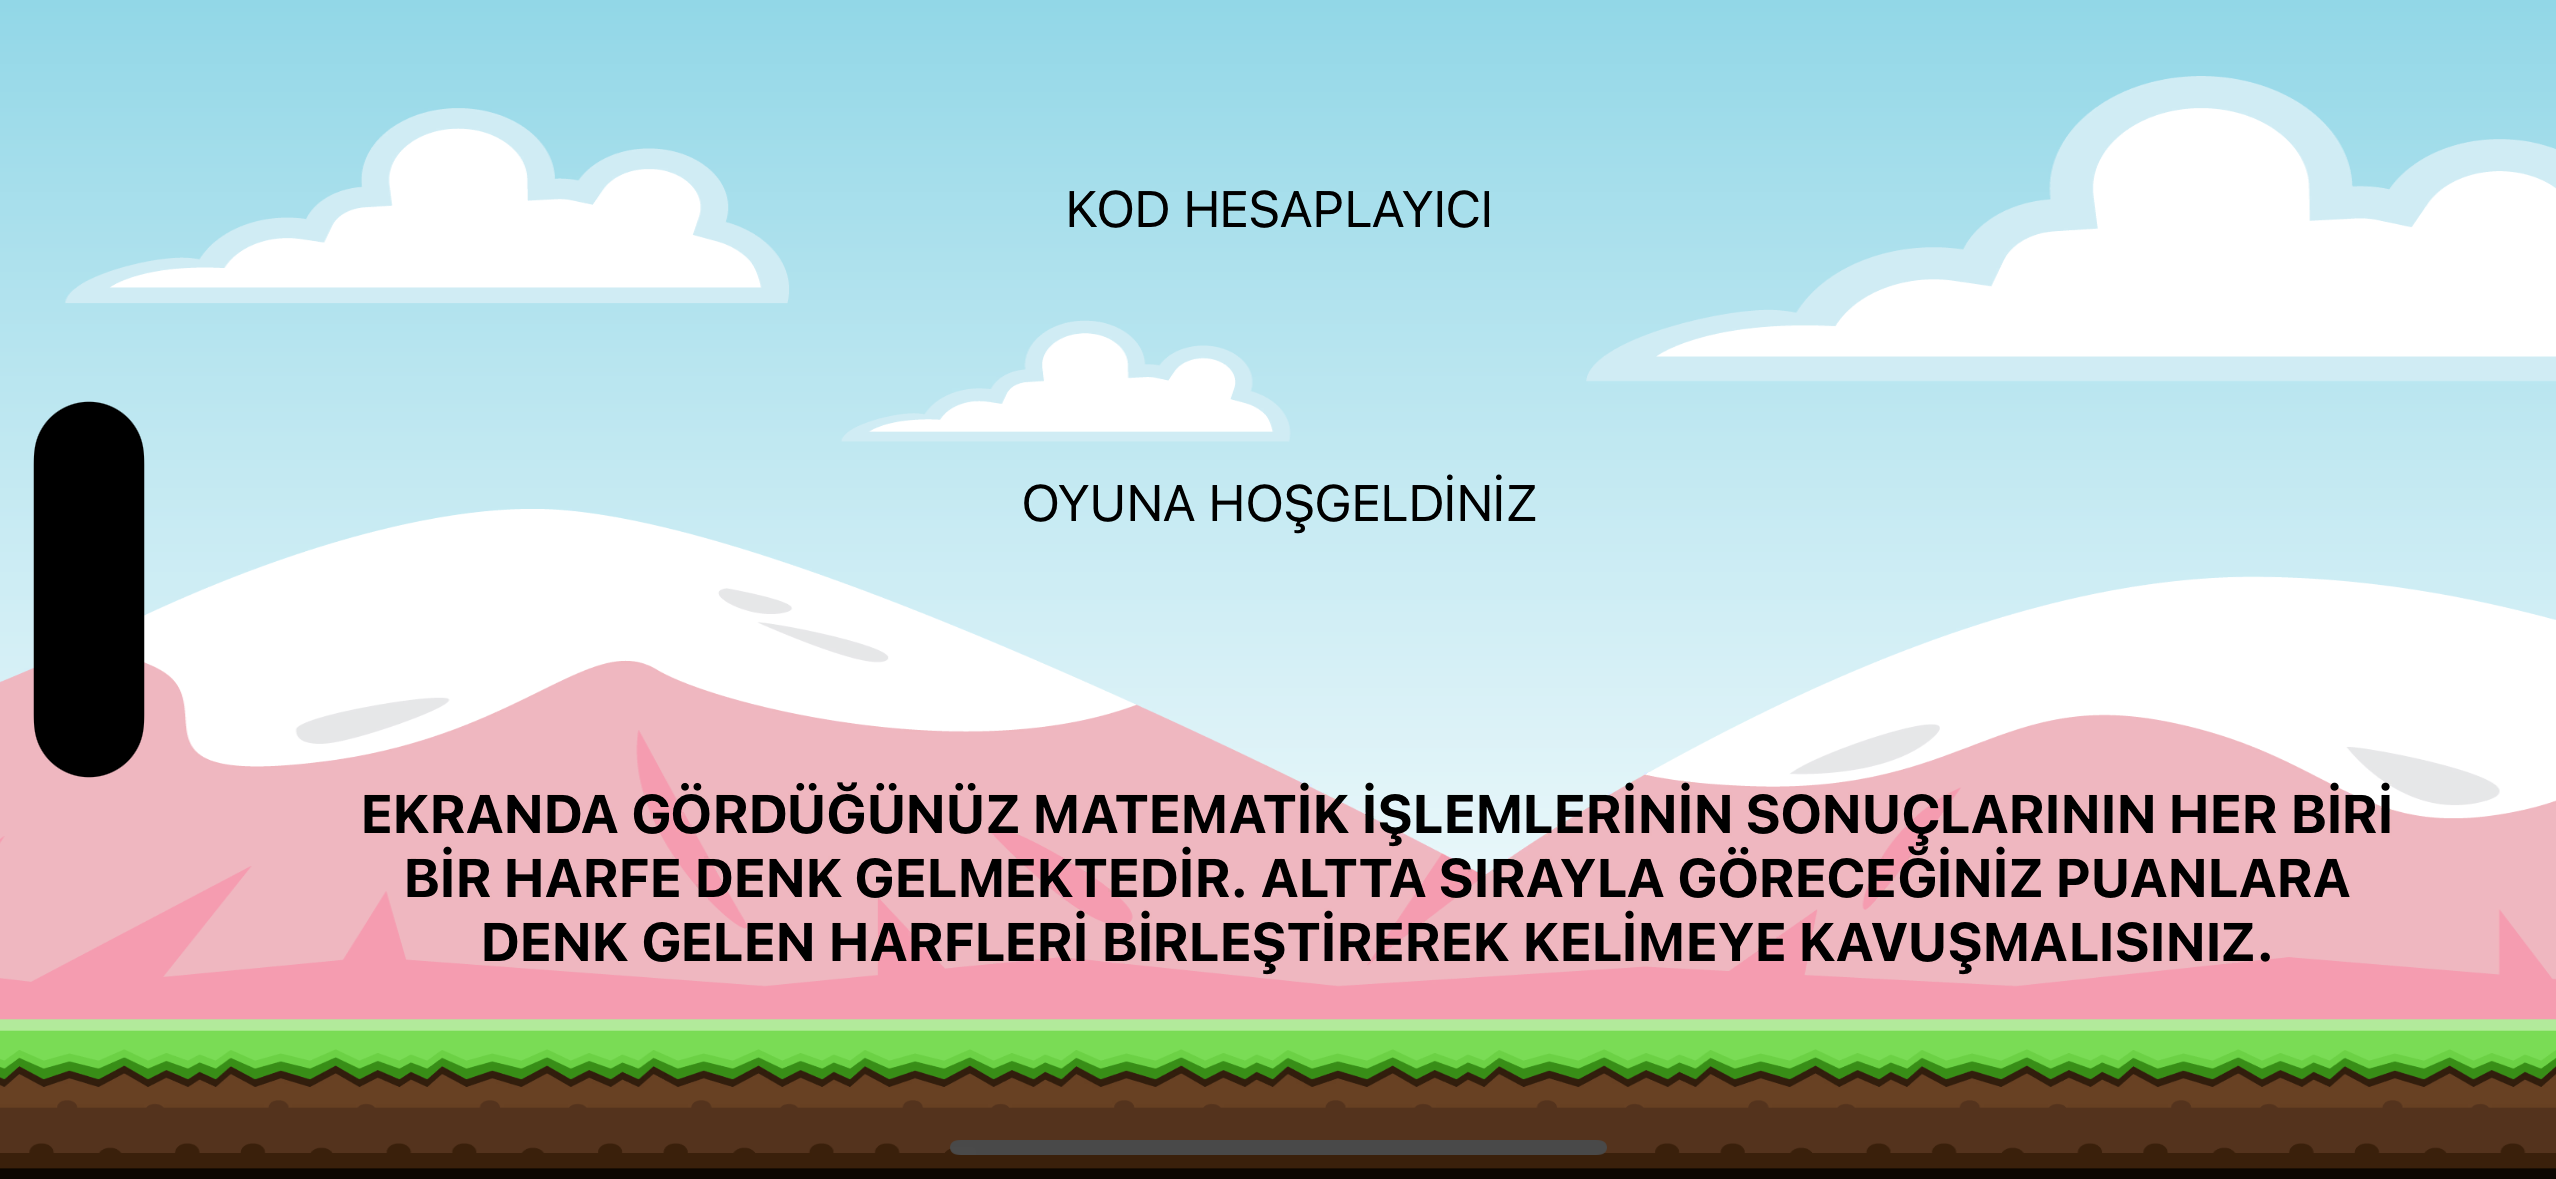 KOD HESAPLAYICI
OYUNA HOŞGELDİNİZ
EKRANDA GÖRDÜĞÜNÜZ MATEMATİK İŞLEMLERİNİN SONUÇLARININ HER BİRİ
BİR HARFE DENK GELMEKTEDİR. ALTTA SIRAYLA GÖRECEĞİNİZ PUANLARA
DENK GELEN HARFLERİ BİRLEŞTİREREK KELİMEYE KAVUŞMALISINIZ.